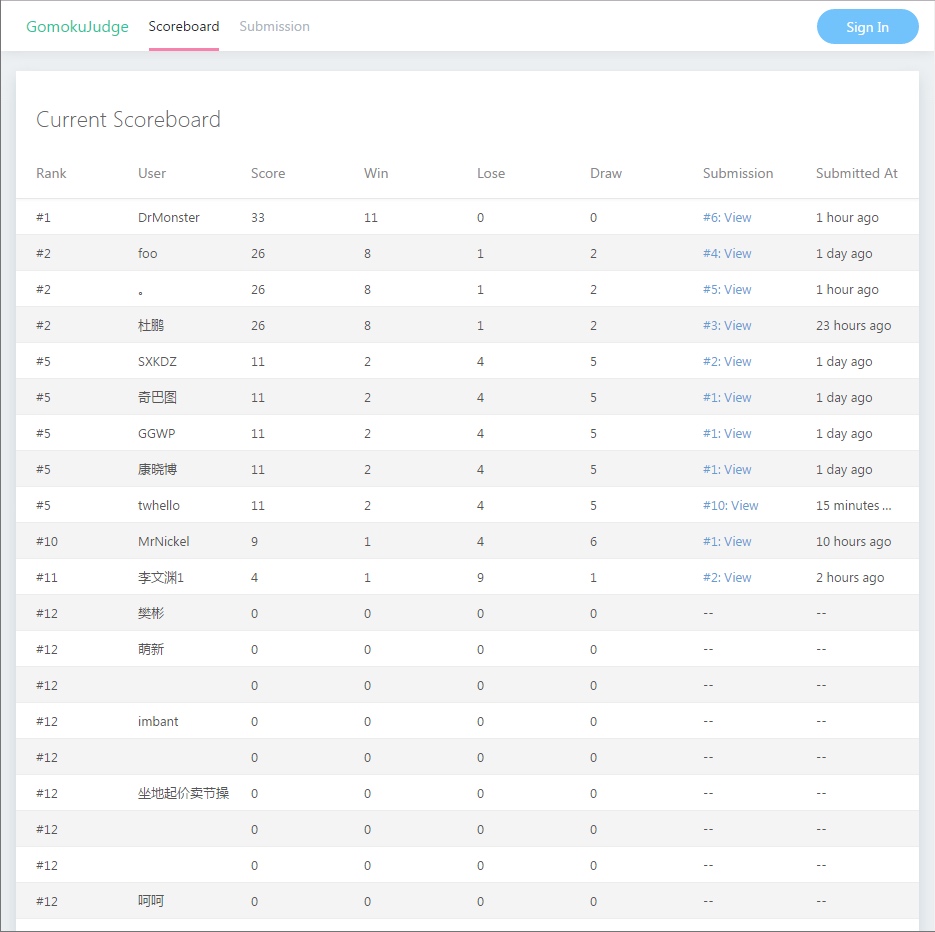 GomokuJudge Scoreboard Submission Sign In
Current Scoreboard
Rank User Score Win Lose Draw Submission Submitted At
#1 DrMonster 33 11 0 0 #6: View 1 hour ago
#2 foo 26 8 1 2 #4: View 1 day ago
#2 。 26 8 1 2 #5: View 1 hour ago
#2 杜鹏 26 8 1 2 #3: View 23 hours ago
#5 SXKDZ 11 2 4 5 #2: View 1 day ago
#5 奇巴图 11 2 4 5 #1: View 1 day ago
#5 GGWP 11 2 4 5 #1: View 1 day ago
#5 康晓博 11 2 4 5 #1: View 1 day ago
#5 twhello 11 2 4 5 #10: View 15 minutes ...
#10 MrNickel 9 1 4 6 #1: View 10 hours ago
#11 李文渊1 4 1 9 1 #2: View 2 hours ago
#12 樊彬 0 0 0 0 -- --
#12 萌新 0 0 0 0 -- --
#12 0 0 0 0 -- --
#12 imbant 0 0 0 0 -- --
#12 0 0 0 0 -- --
#12 坐地起价卖节操 0 0 0 0 -- --
#12 0 0 0 0 -- --
#12 0 0 0 0 -- --
#12 呵呵 0 0 0 0 -- --